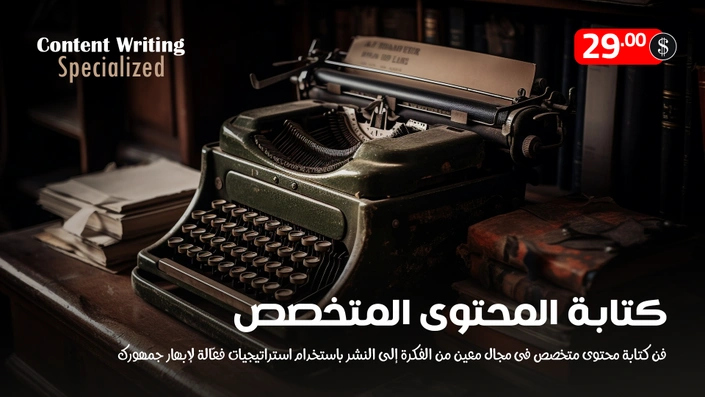 Content Writing
Specialized
29.00 $
كتابة المحتوى المتخصص
فن كتابة محتوى متخصص في مجال معين من الفكرة إلى النشر باستخدام استراتيجيات فعّالة لإبهار جمهورك